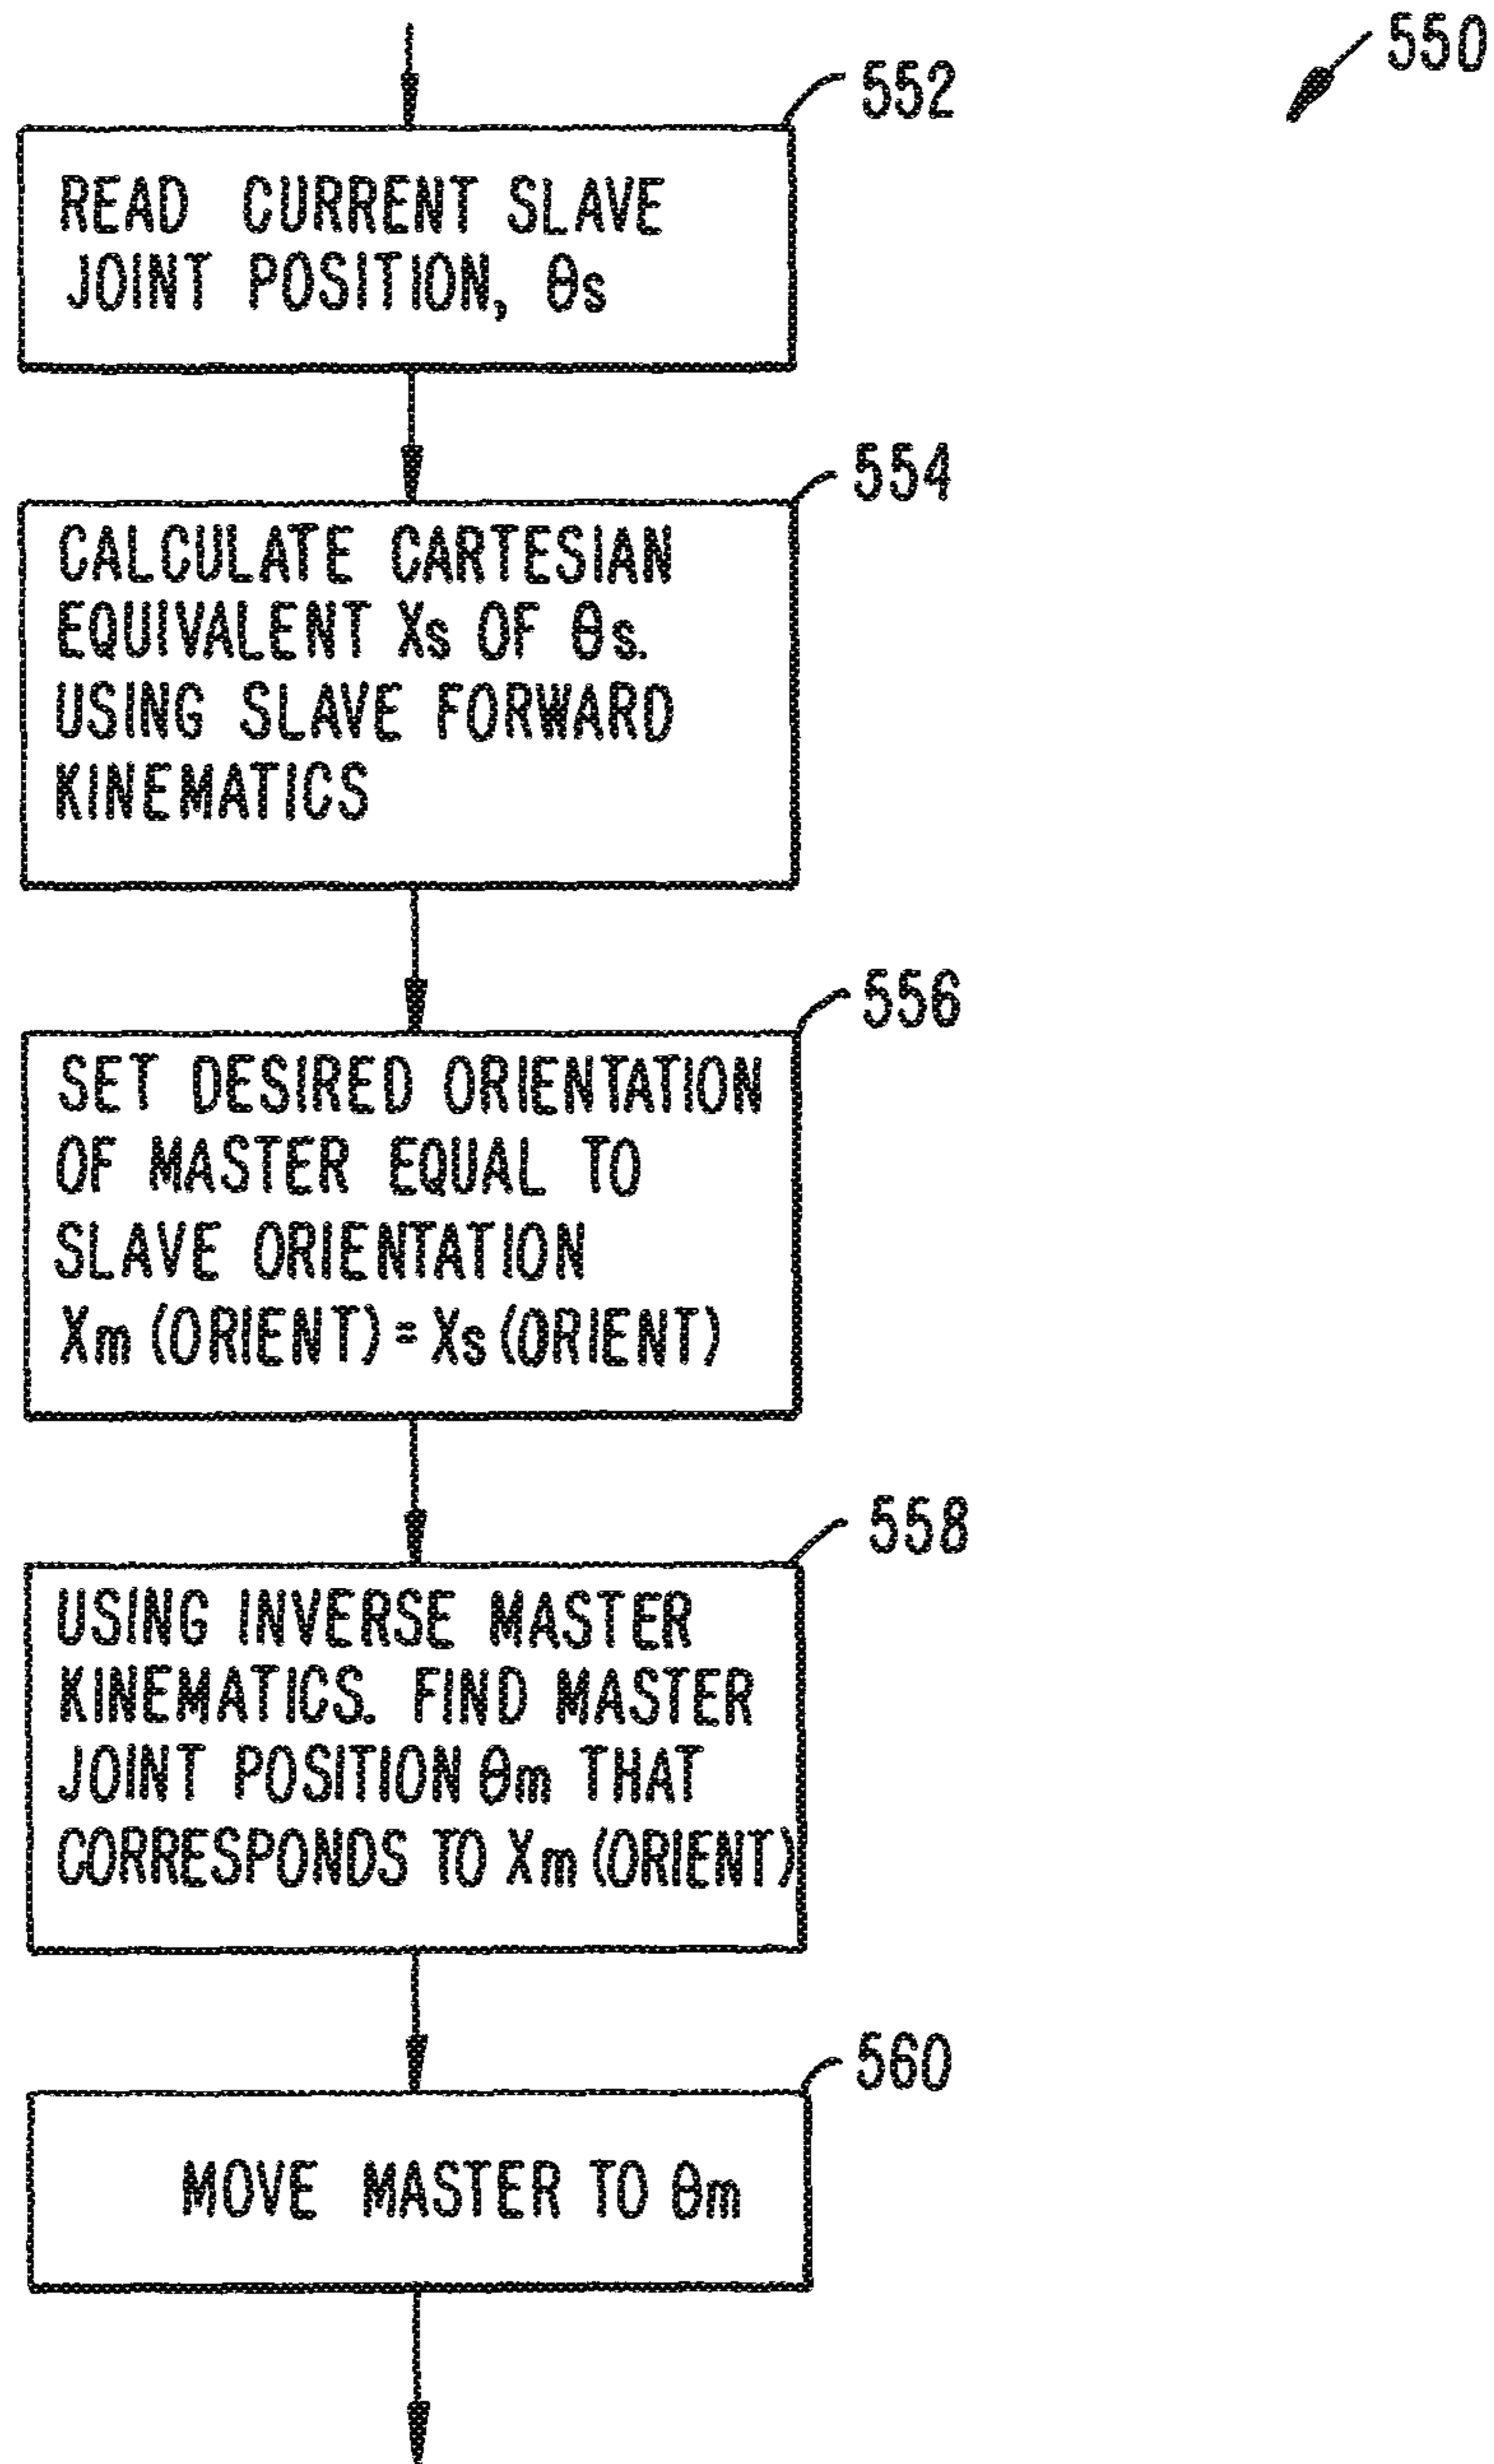 550
552
READ CURRENT SLAVE
JOINT POSITION, θs
554
CALCULATE CARTESIAN
EQUIVALENT Xs OF θs.
USING SLAVE FORWARD
KINEMATICS
556
SET DESIRED ORIENTATION
OF MASTER EQUAL TO
SLAVE ORIENTATION
Xm (ORIENT) = Xs (ORIENT)
558
USING INVERSE MASTER
KINEMATICS. FIND MASTER
JOINT POSITION θm THAT
CORRESPONDS TO Xm (ORIENT)
560
MOVE MASTER TO θm